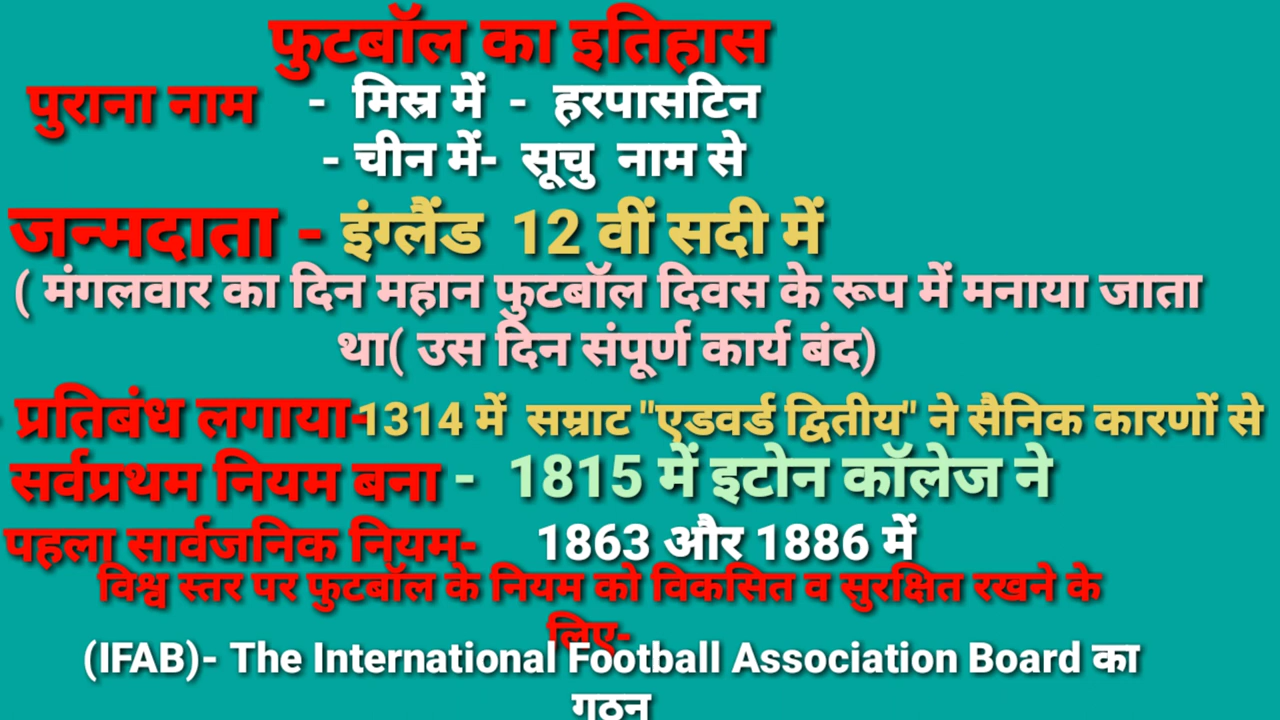 फुटबॉल का इतिहास
पुराना नाम - मिस्र में - हरपासटिन
- चीन में- सूचु नाम से
जन्मदाता - इंग्लैंड 12 वीं सदी में
( मंगलवार का दिन महान फुटबॉल दिवस के रूप में मनाया जाता
था( उस दिन संपूर्ण कार्य बंद)
- प्रतिबंध लगाया-1314 में सम्राट "एडवर्ड द्वितीय" ने सैनिक कारणों से
सर्वप्रथम नियम बना - 1815 में इटोन कॉलेज ने
पहला सार्वजनिक नियम- 1863 और 1886 में
विश्व स्तर पर फुटबॉल के नियम को विकसित व सुरक्षित रखने के
लिए-
(IFAB)- The International Football Association Board का
गठन